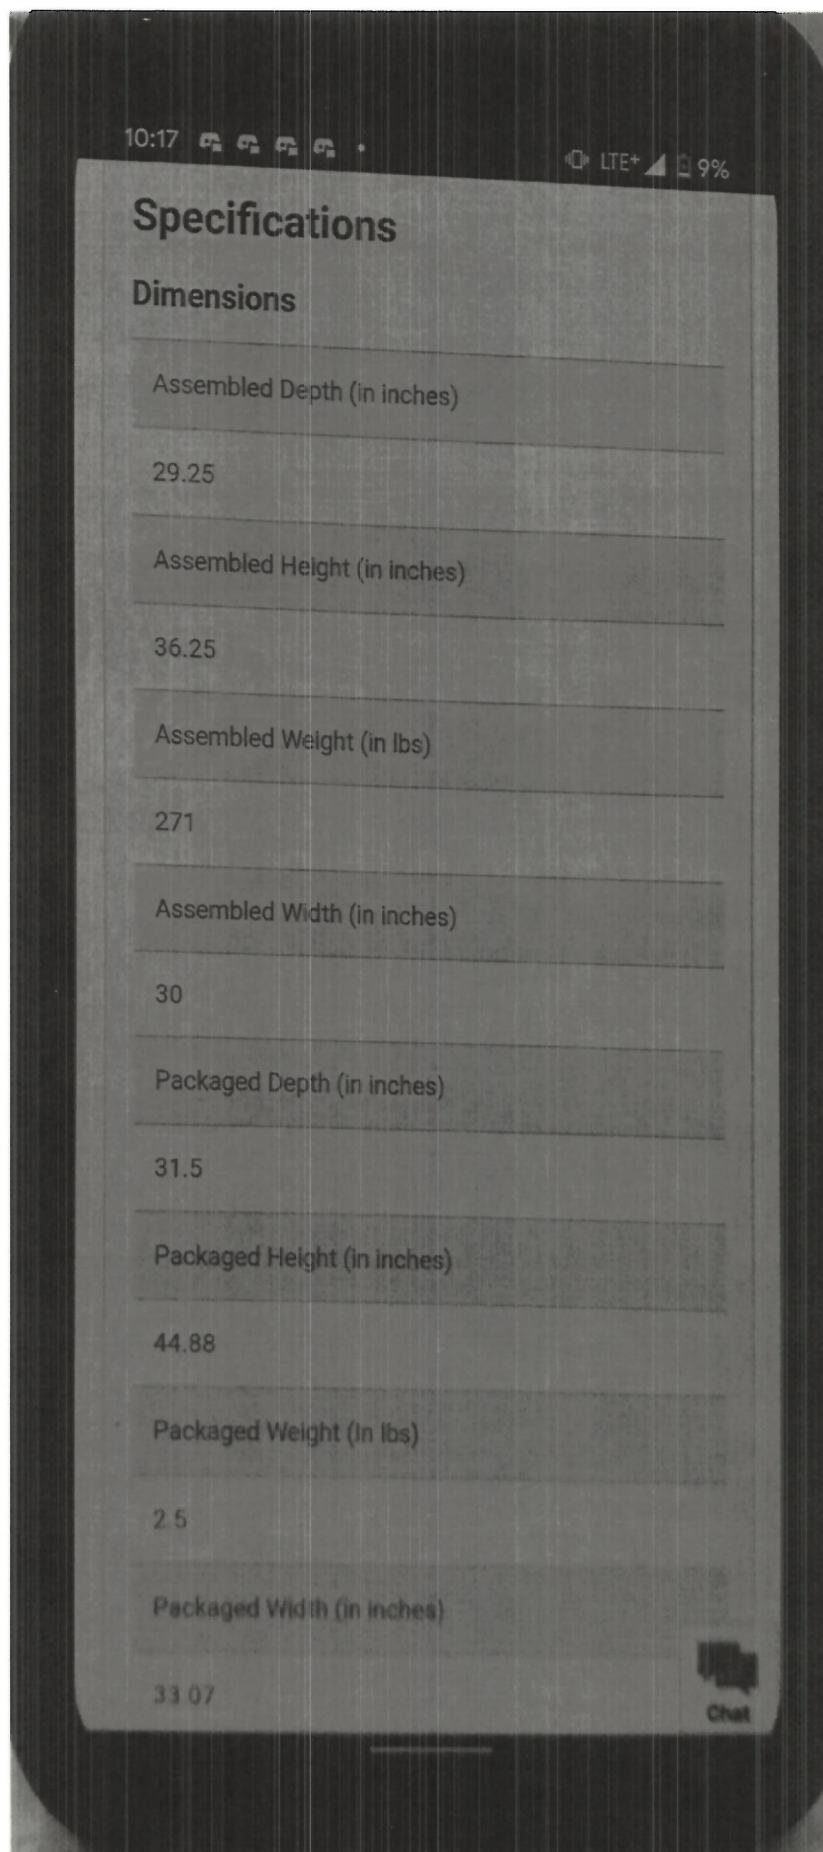 10:17
LTE+ 9%
Specifications
Dimensions
Assembled Depth (in inches)
29.25
Assembled Height (in inches)
36.25
Assembled Weight (in lbs)
271
Assembled Width (in inches)
30
Packaged Depth (in inches)
31.5
Packaged Height (in inches)
44.88
Packaged Weight (in lbs)
2.5
Packaged Width (in inches)
33.07
Chat